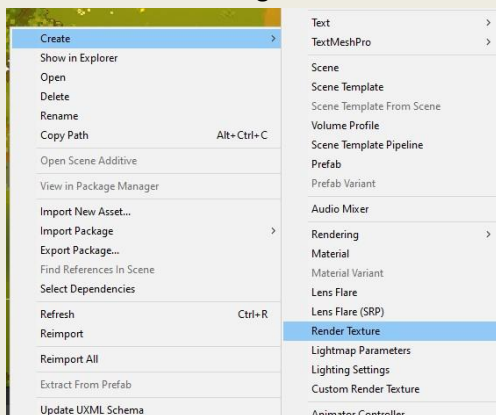 Create >
Show in Explorer
Open
Delete
Rename
Copy Path Alt+Ctrl+C
Open Scene Additive
View in Package Manager
Import New Asset...
Import Package >
Export Package...
Find References In Scene
Select Dependencies
Refresh Ctrl+R
Reimport
Reimport All
Extract From Prefab
Update UXML Schema
Text >
TextMeshPro >
Scene
Scene Template
Scene Template From Scene
Volume Profile
Scene Template Pipeline
Prefab
Prefab Variant
Audio Mixer
Rendering >
Material
Material Variant
Lens Flare
Lens Flare (SRP)
Render Texture
Lightmap Parameters
Lighting Settings
Custom Render Texture
Animator Controller